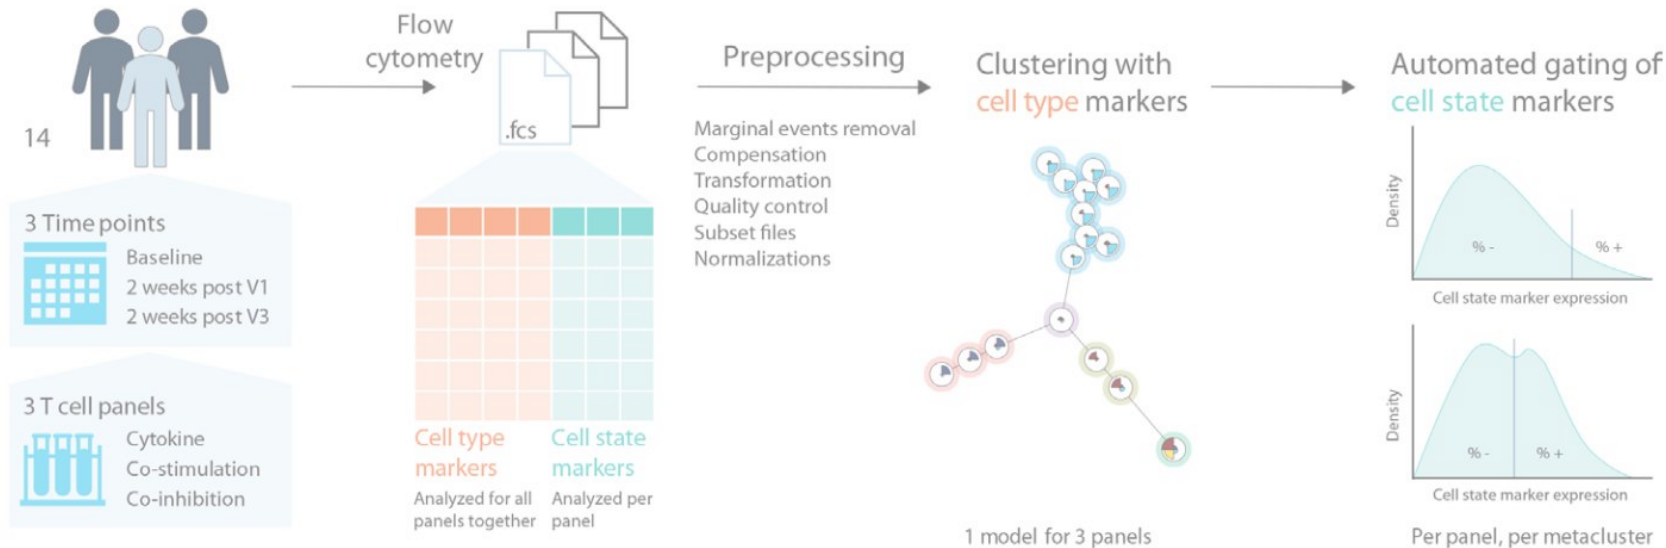 14
3 Time points
Baseline
2 weeks post V1
2 weeks post V3
3 T cell panels
Cytokine
Co-stimulation
Co-inhibition
Flow
cytometry
.fcs
Cell type
markers
Analyzed for all
panels together
Cell state
markers
Analyzed per
panel
Preprocessing
Marginal events removal
Compensation
Transformation
Quality control
Subset files
Normalizations
Clustering with
cell type markers
1 model for 3 panels
Automated gating of
cell state markers
Density
% -
% +
Cell state marker expression
Density
% -
% +
Cell state marker expression
Per panel, per metacluster